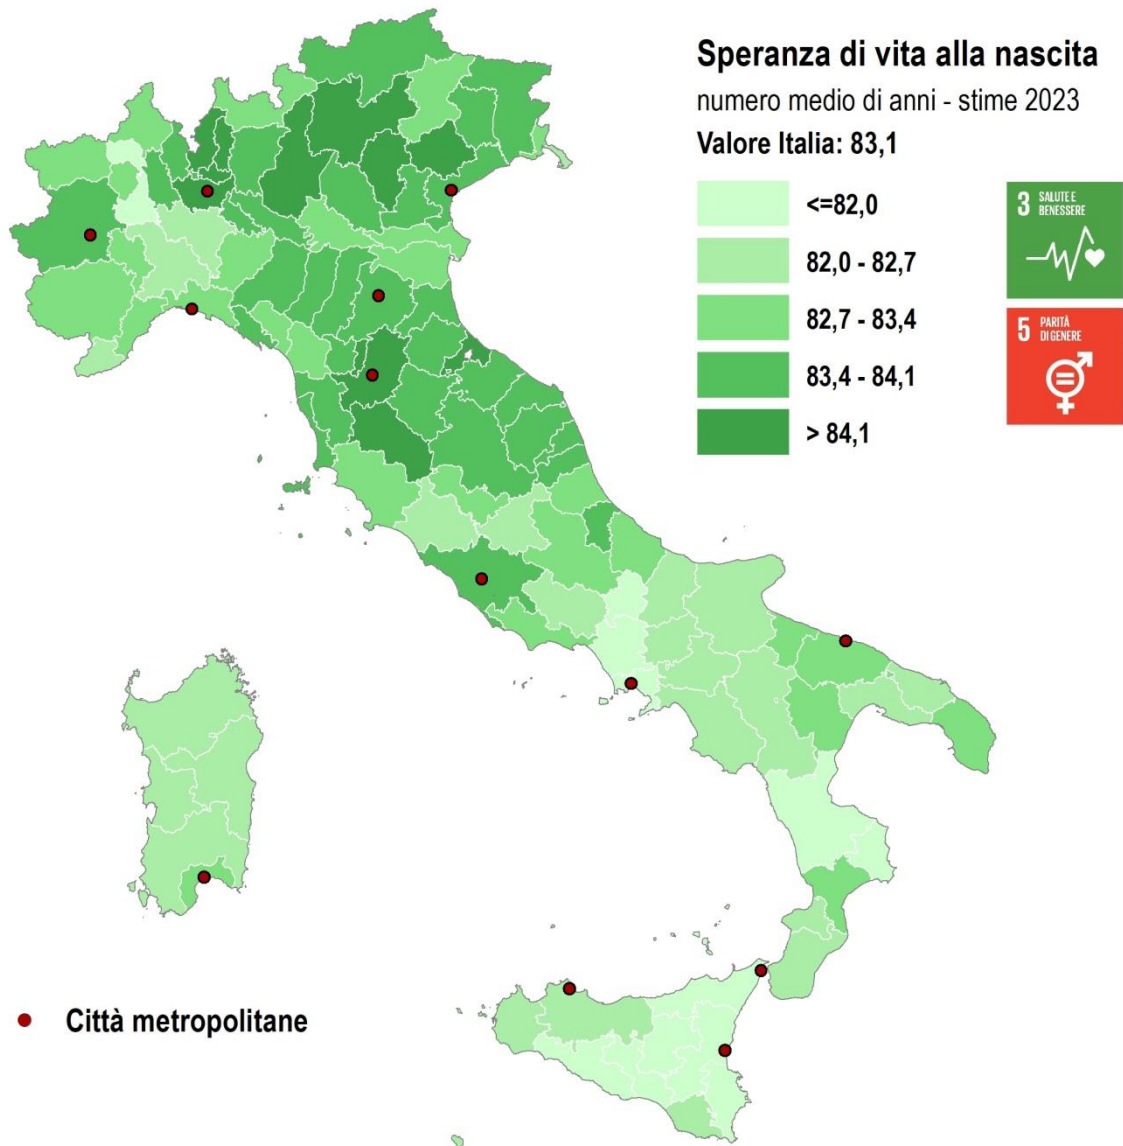 Speranza di vita alla nascita
numero medio di anni - stime 2023
Valore Italia: 83,1
<=82,0
82,0 - 82,7
82,7 - 83,4
83,4 - 84,1
> 84,1
3 SALUTE E
BENESSERE
5 PARITÀ
DI GENERE
Città metropolitane